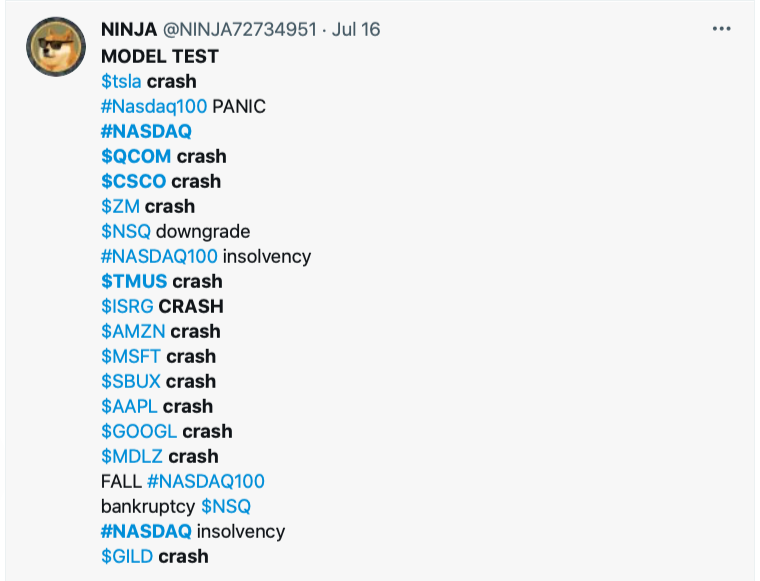 NINJA @NINJA72734951 · Jul 16
MODEL TEST
$tsla crash
#Nasdaq100 PANIC
#NASDAQ
$QCOM crash
$CSCO crash
$ZM crash
$NSQ downgrade
#NASDAQ100 insolvency
$TMUS crash
$ISRG CRASH
$AMZN crash
$MSFT crash
$SBUX crash
$AAPL crash
$GOOGL crash
$MDLZ crash
FALL #NASDAQ100
bankruptcy $NSQ
#NASDAQ insolvency
$GILD crash